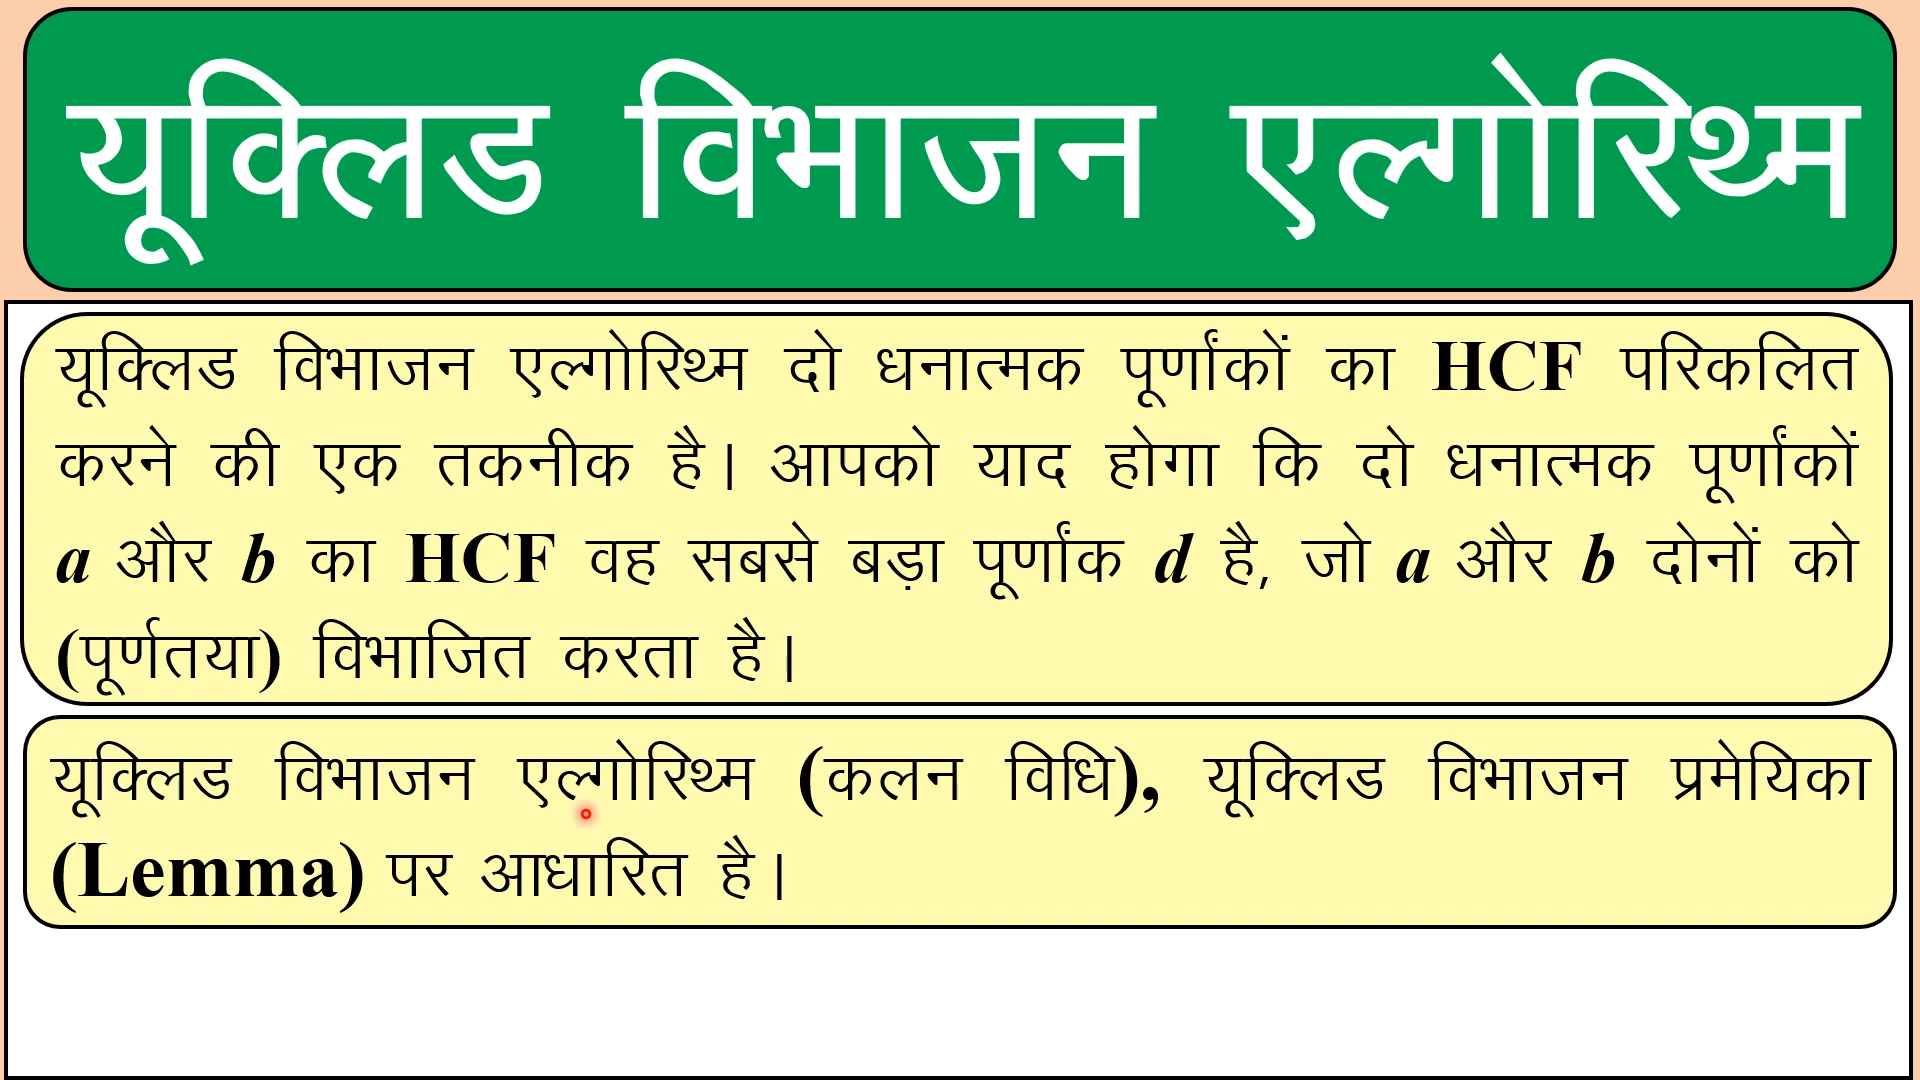 यूक्लिड विभाजन एल्गोरिथ्म
यूक्लिड विभाजन एल्गोरिथ्म दो धनात्मक पूर्णांकों का HCF परिकलित
करने की एक तकनीक है। आपको याद होगा कि दो धनात्मक पूर्णांकों
a और b का HCF वह सबसे बड़ा पूर्णांक d है, जो a और b दोनों को
(पूर्णतया) विभाजित करता है।
यूक्लिड विभाजन एल्गोरिथ्म (कलन विधि), यूक्लिड विभाजन प्रमेयिका
(Lemma) पर आधारित है।